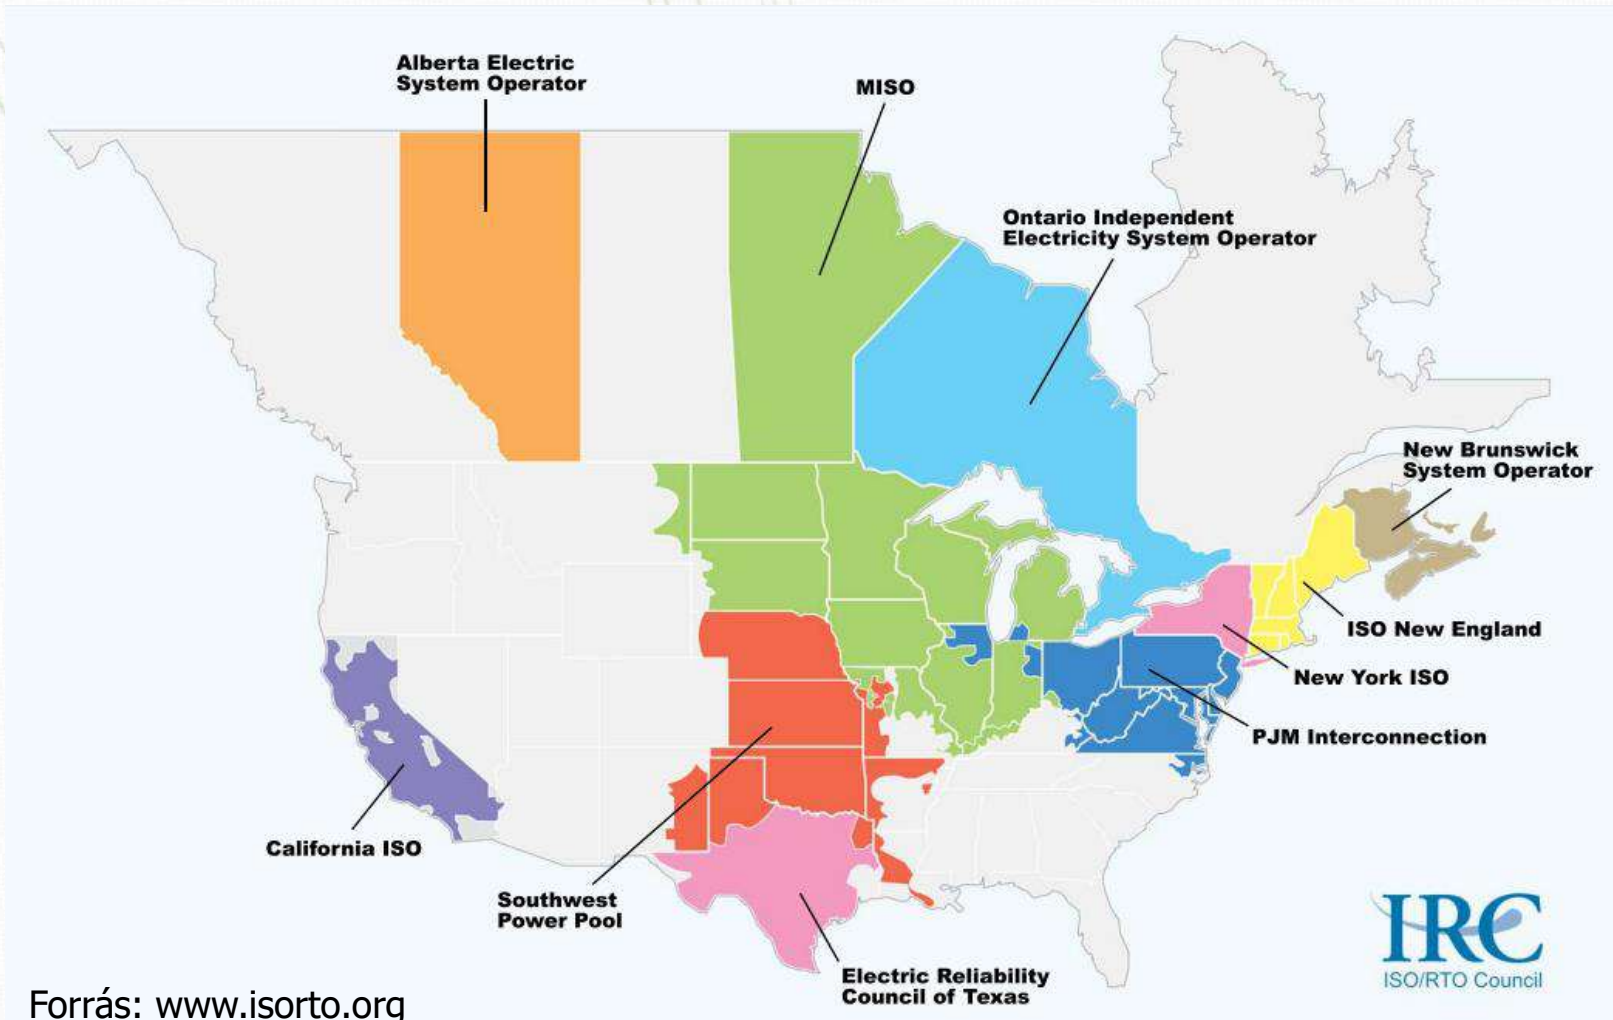 Alberta Electric
System Operator
MISO
Ontario Independent
Electricity System Operator
New Brunswick
System Operator
ISO New England
New York ISO
PJM Interconnection
California ISO
Southwest
Power Pool
Electric Reliability
Council of Texas
IRC
ISO/RTO Council
Forrás: www.isorto.org